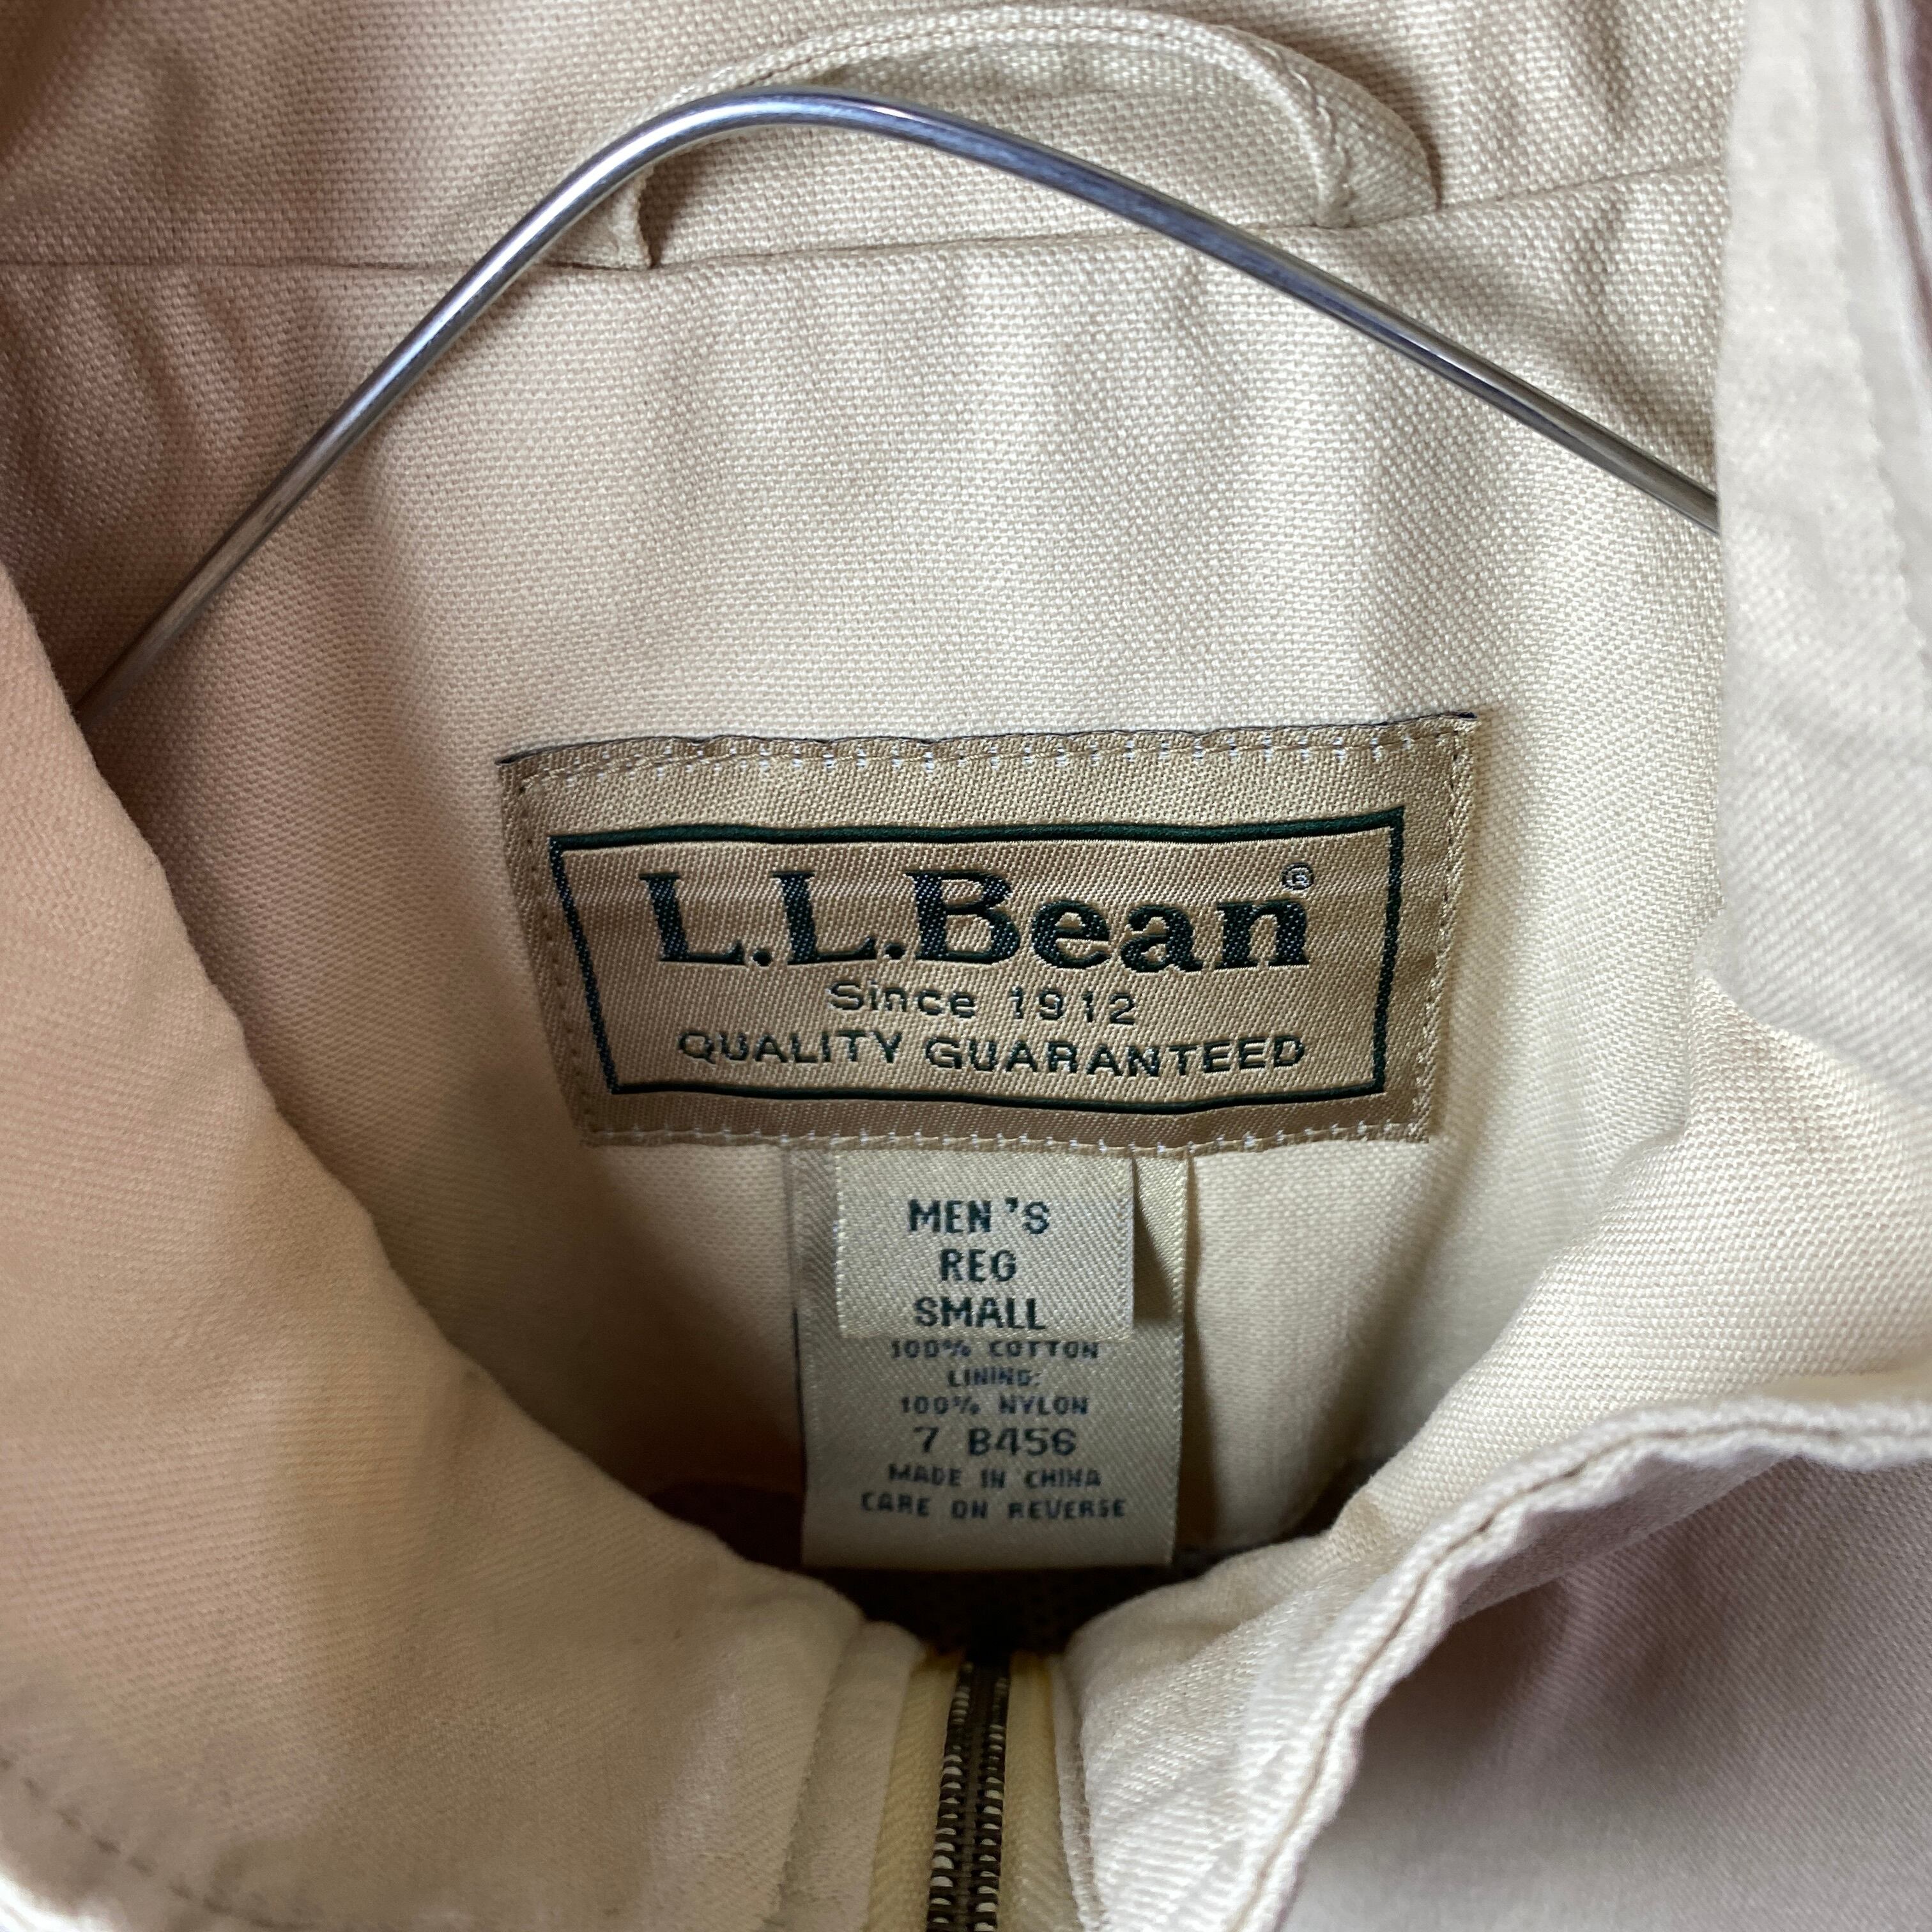 L.L.Bean®
Since 1912
QUALITY GUARANTEED
MEN'S
REG
SMALL
100% COTTON
LINING:
100% NYLON
7 B456
MADE IN CHINA
CARE ON REVERSE